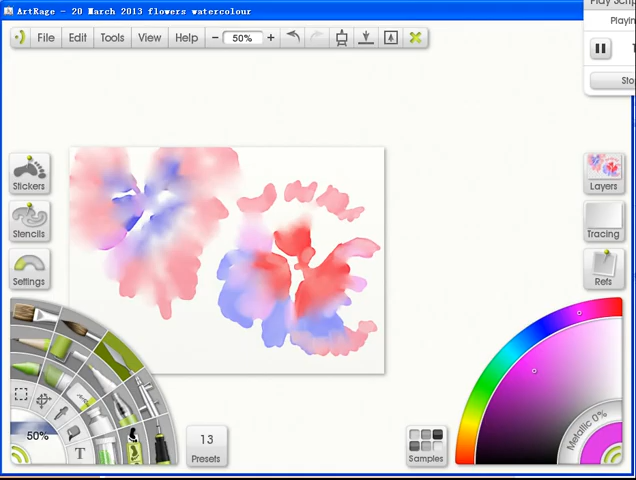 ArtRage - 20 March 2013 flowers watercolour
Play Scrip
File Edit Tools View Help - 50% +
Playin
Sto
Stickers
Layers
Stencils
Tracing
Settings
Refs
50%
T
13
Presets
Samples
Metallic 0%